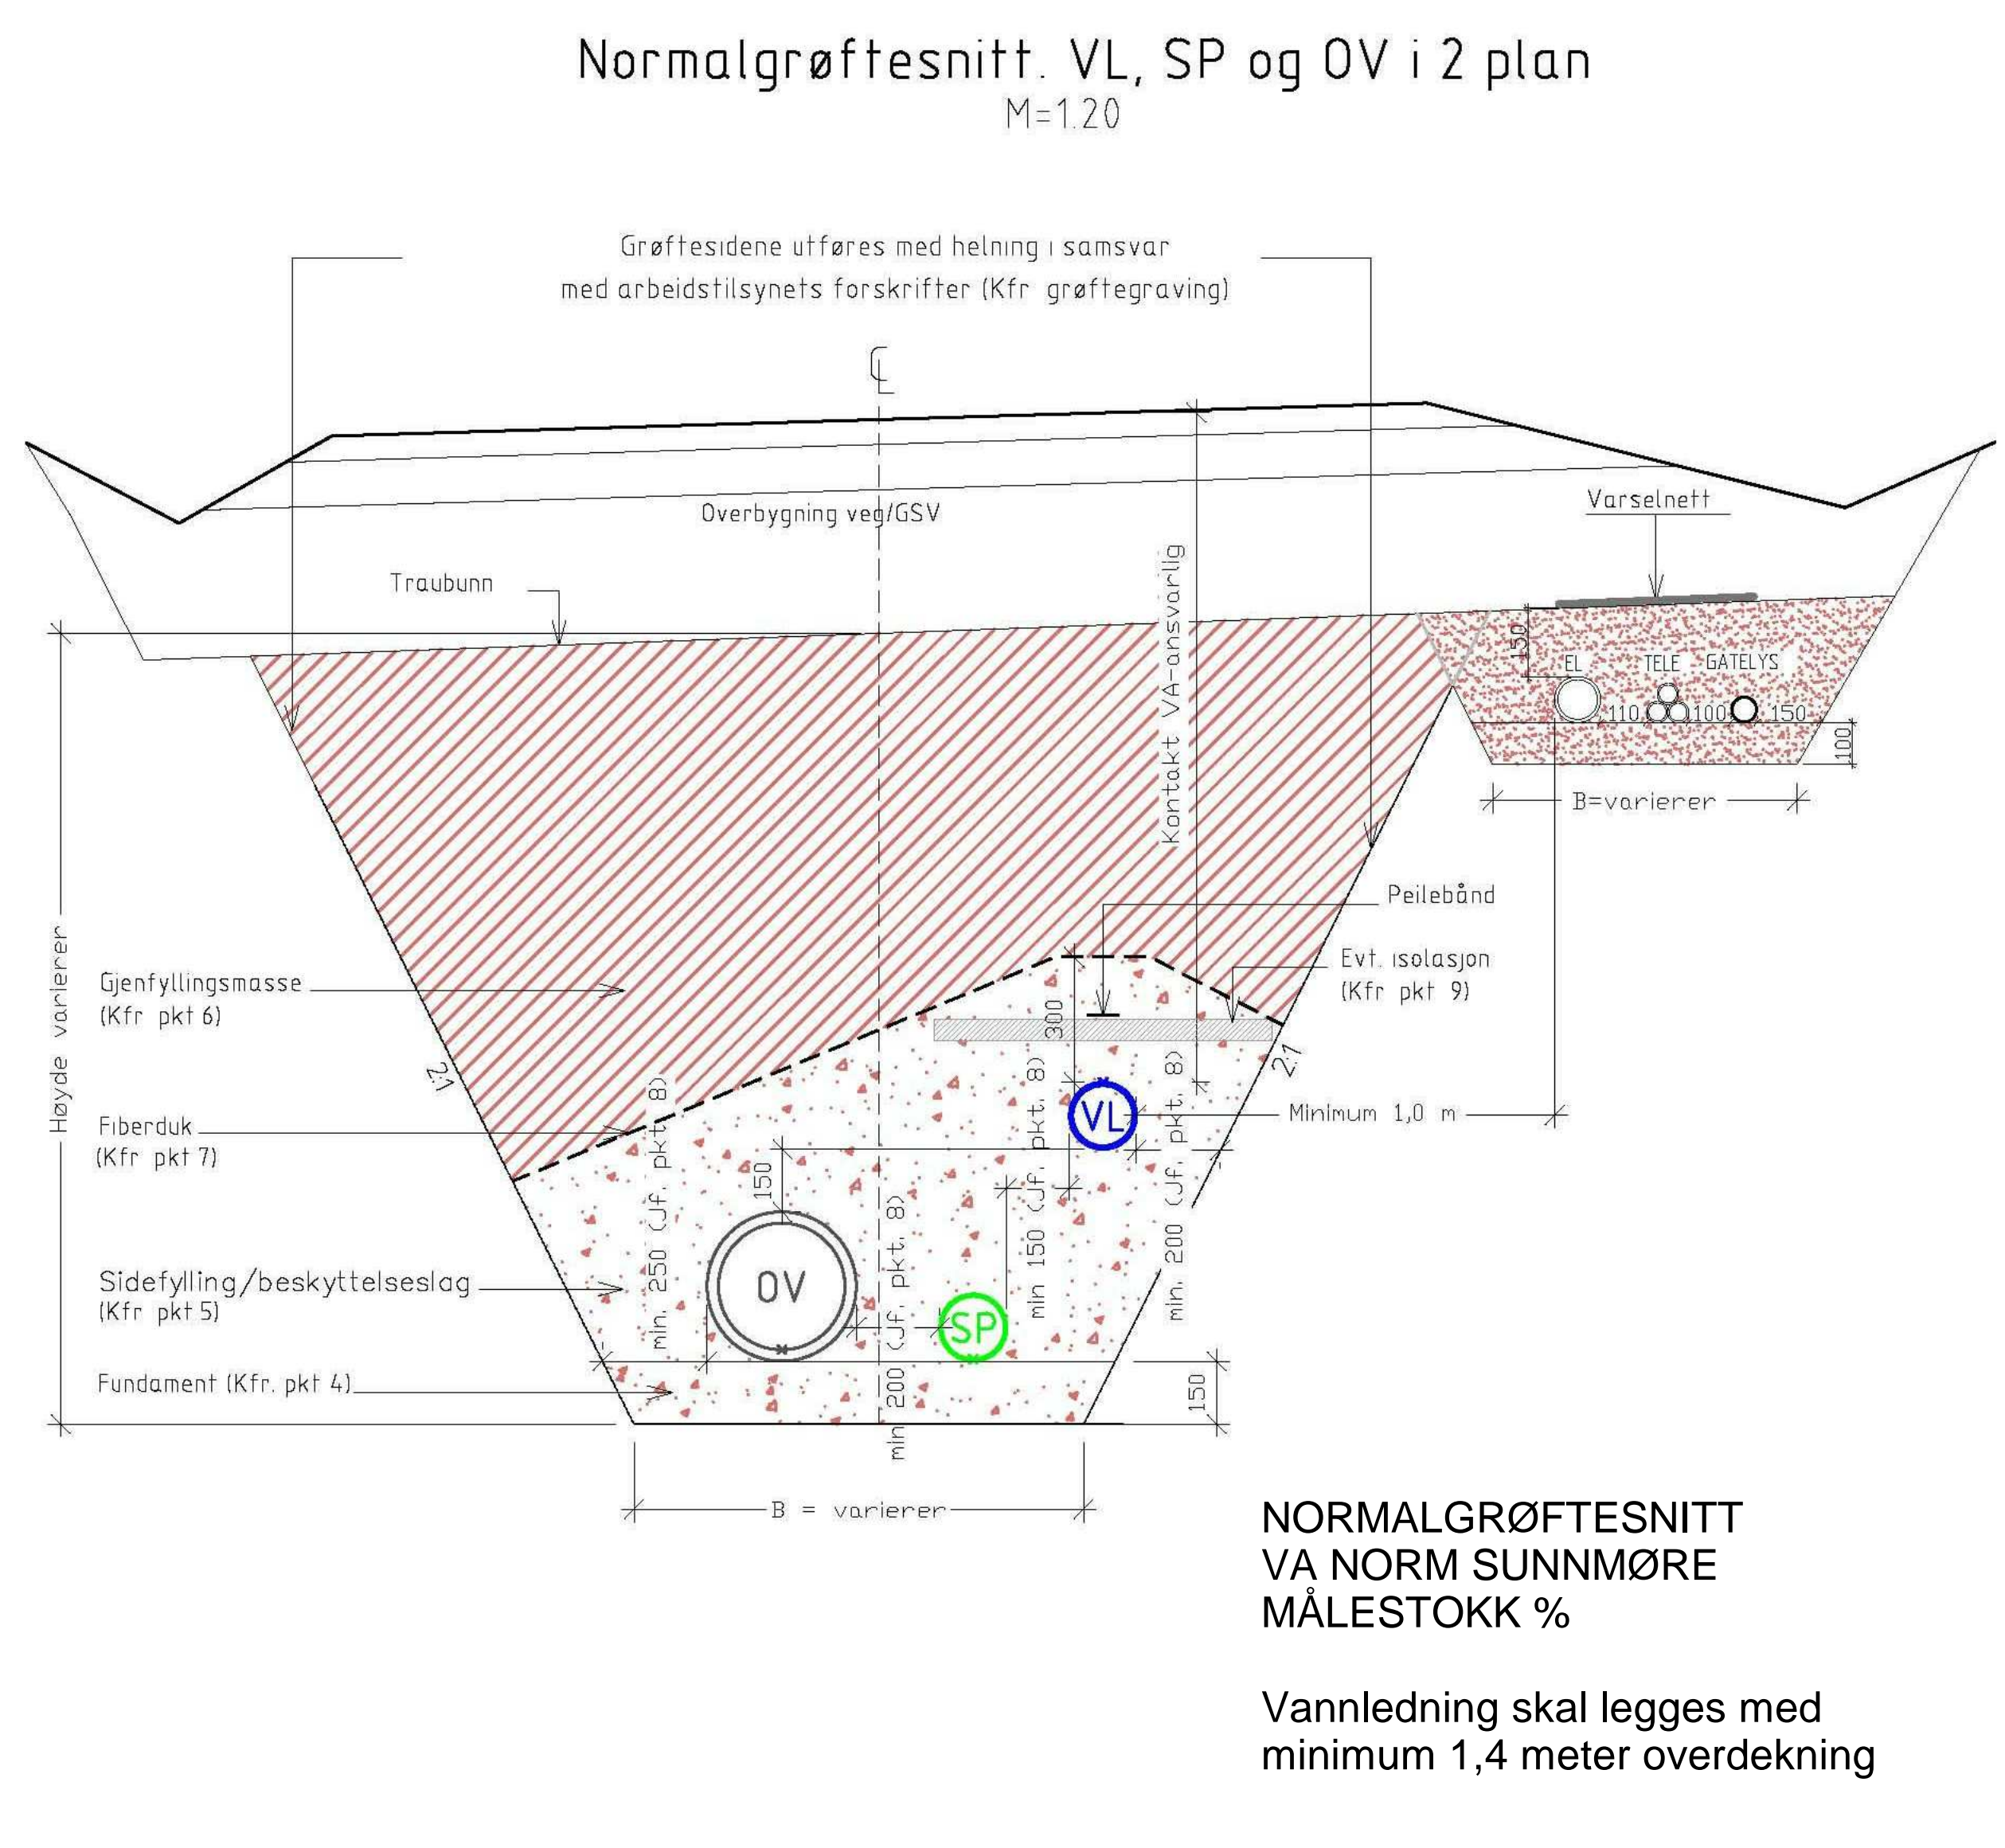 Normalgrøftesnitt. VL, SP og OV i 2 plan
M=1.20
Grøftesidene utføres med helning i samsvar
med arbeidstilsynets forskrifter (Kfr grøftegraving)
CL
Overbygning veg/GSV
Varselnett
Traubunn
Kontakt VA-ansvarlig
150
EL
TELE
GATELYS
110
100
150
100
B=varierer
Peilebånd
Evt. isolasjon
(Kfr pkt 9)
Høyde varierer
Gjenfyllingsmasse
(Kfr pkt 6)
300
2:1
2:1
Fiberduk
(Kfr pkt 7)
VL
Minimum 1,0 m
150
min. 250 (Jf. pkt. 8)
min 200 (Jf. pkt. 8)
min 150 (Jf. pkt. 8)
min. 200 (Jf. pkt. 8)
OV
SP
Sidefylling/beskyttelseslag
(Kfr pkt 5)
Fundament (Kfr. pkt 4)
150
B = varierer
NORMALGRØFTESNITT
VA NORM SUNNMØRE
MÅLESTOKK %
Vannledning skal legges med
minimum 1,4 meter overdekning